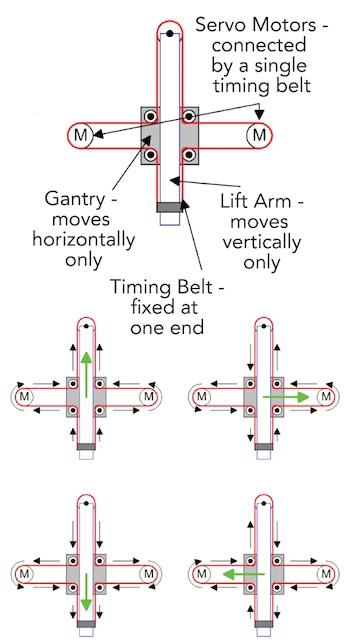 Servo Motors -
connected
by a single
timing belt
M
M
Gantry -
moves
horizontally
only
Lift Arm -
moves
vertically
only
Timing Belt -
fixed at
one end
M
M
M
M
M
M
M
M